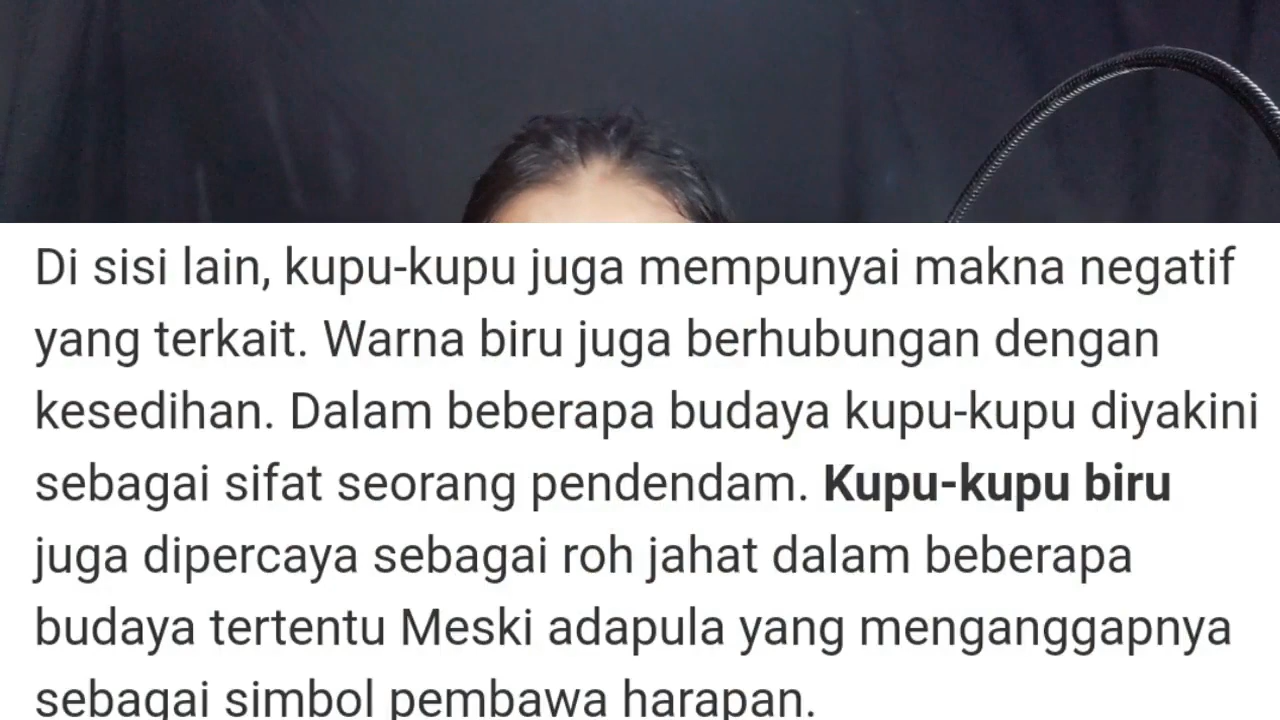 Di sisi lain, kupu-kupu juga mempunyai makna negatif
yang terkait. Warna biru juga berhubungan dengan
kesedihan. Dalam beberapa budaya kupu-kupu diyakini
sebagai sifat seorang pendendam. Kupu-kupu biru
juga dipercaya sebagai roh jahat dalam beberapa
budaya tertentu Meski adapula yang menganggapnya
sebagai simbol pembawa harapan.